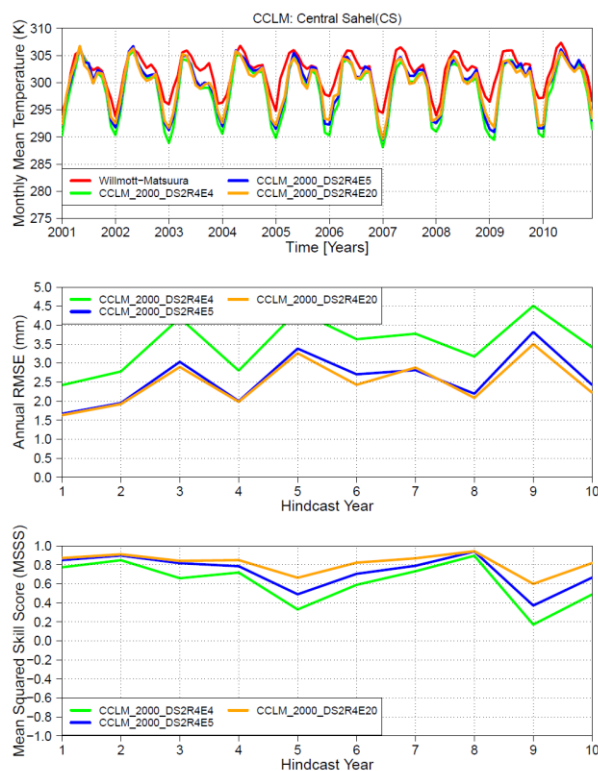 CCLM: Central Sahel(CS)
Monthly Mean Temperature (K)
310
305
300
295
290
285
280
275
Willmott-Matsuura
CCLM_2000_DS2R4E4
CCLM_2000_DS2R4E5
CCLM_2000_DS2R4E20
2001 2002 2003 2004 2005 2006 2007 2008 2009 2010
Time [Years]
Annual RMSE (mm)
5.0
4.5
4.0
3.5
3.0
2.5
2.0
1.5
1.0
0.5
0.0
CCLM_2000_DS2R4E4
CCLM_2000_DS2R4E5
CCLM_2000_DS2R4E20
1 2 3 4 5 6 7 8 9 10
Hindcast Year
Mean Squared Skill Score (MSSS)
1.0
0.8
0.6
0.4
0.2
0.0
−0.2
−0.4
−0.6
−0.8
−1.0
CCLM_2000_DS2R4E4
CCLM_2000_DS2R4E5
CCLM_2000_DS2R4E20
1 2 3 4 5 6 7 8 9 10
Hindcast Year